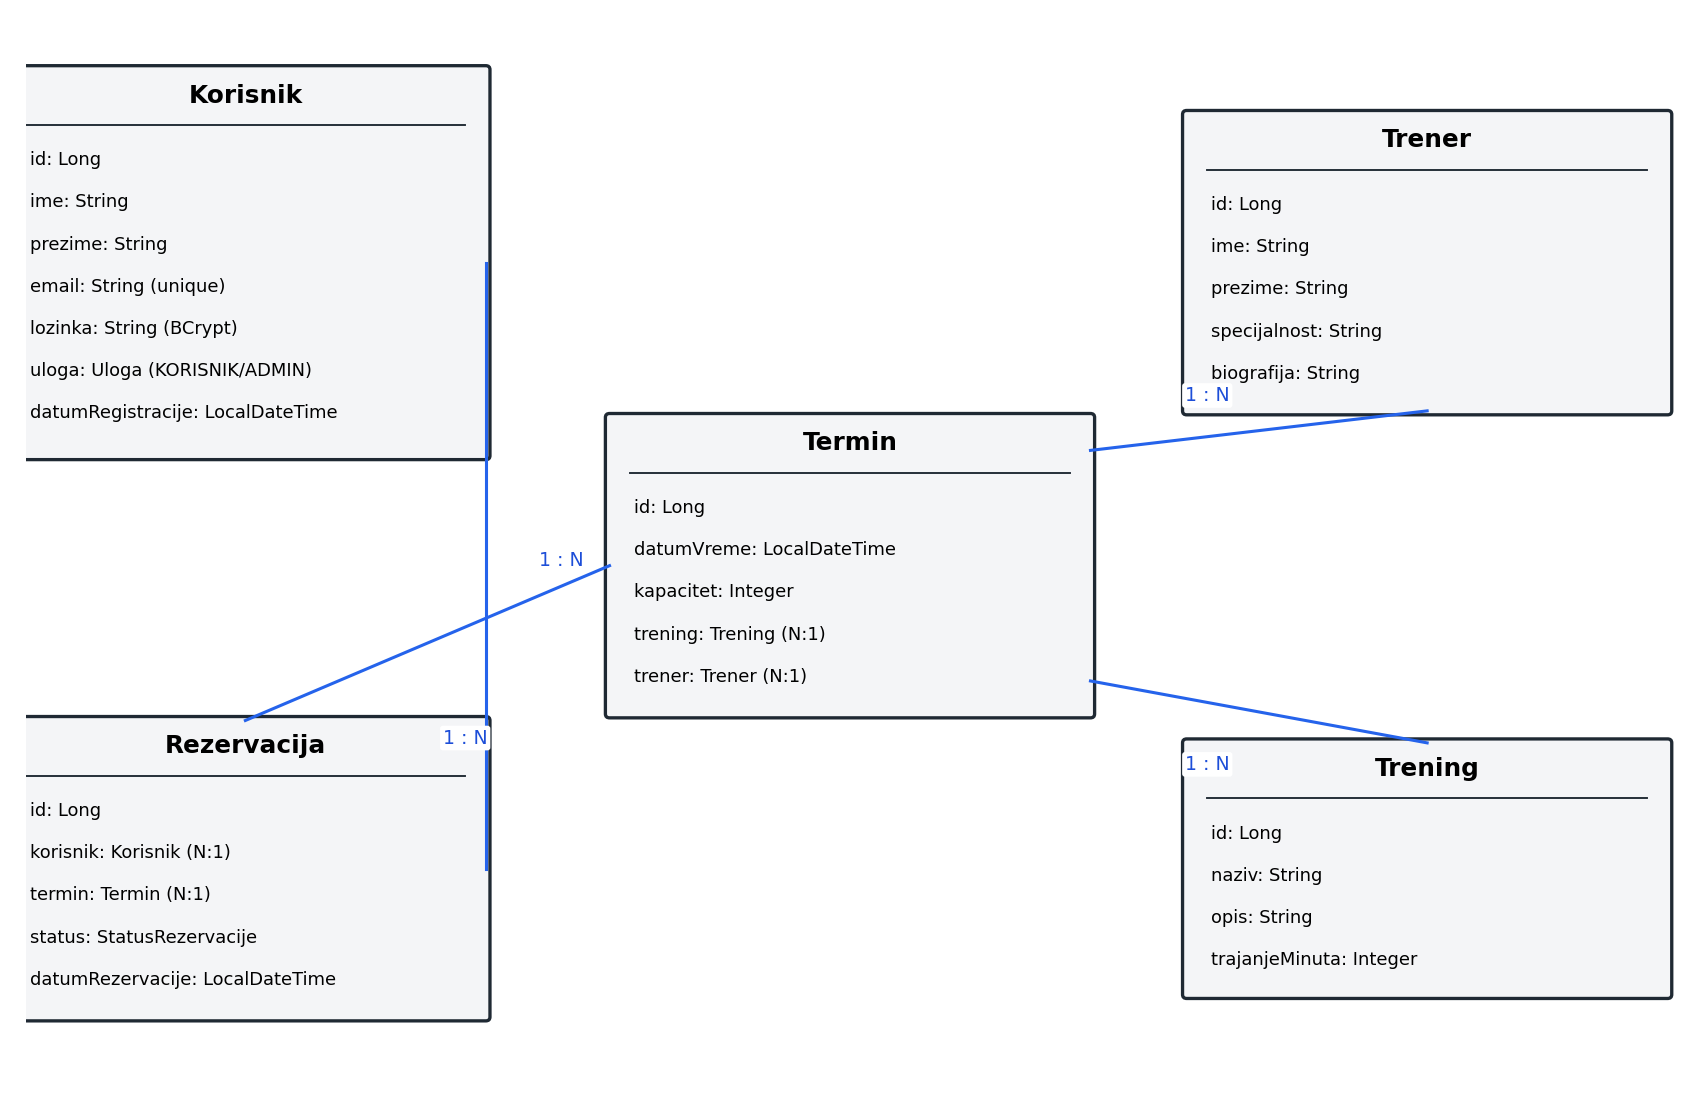 Korisnik
id: Long
ime: String
prezime: String
email: String (unique)
lozinka: String (BCrypt)
uloga: Uloga (KORISNIK/ADMIN)
datumRegistracije: LocalDateTime
Trener
id: Long
ime: String
prezime: String
specijalnost: String
biografija: String
1 : N
Termin
id: Long
datumVreme: LocalDateTime
kapacitet: Integer
trening: Trening (N:1)
trener: Trener (N:1)
1 : N
Rezervacija
1 : N
id: Long
korisnik: Korisnik (N:1)
termin: Termin (N:1)
status: StatusRezervacije
datumRezervacije: LocalDateTime
1 : N
Trening
id: Long
naziv: String
opis: String
trajanjeMinuta: Integer